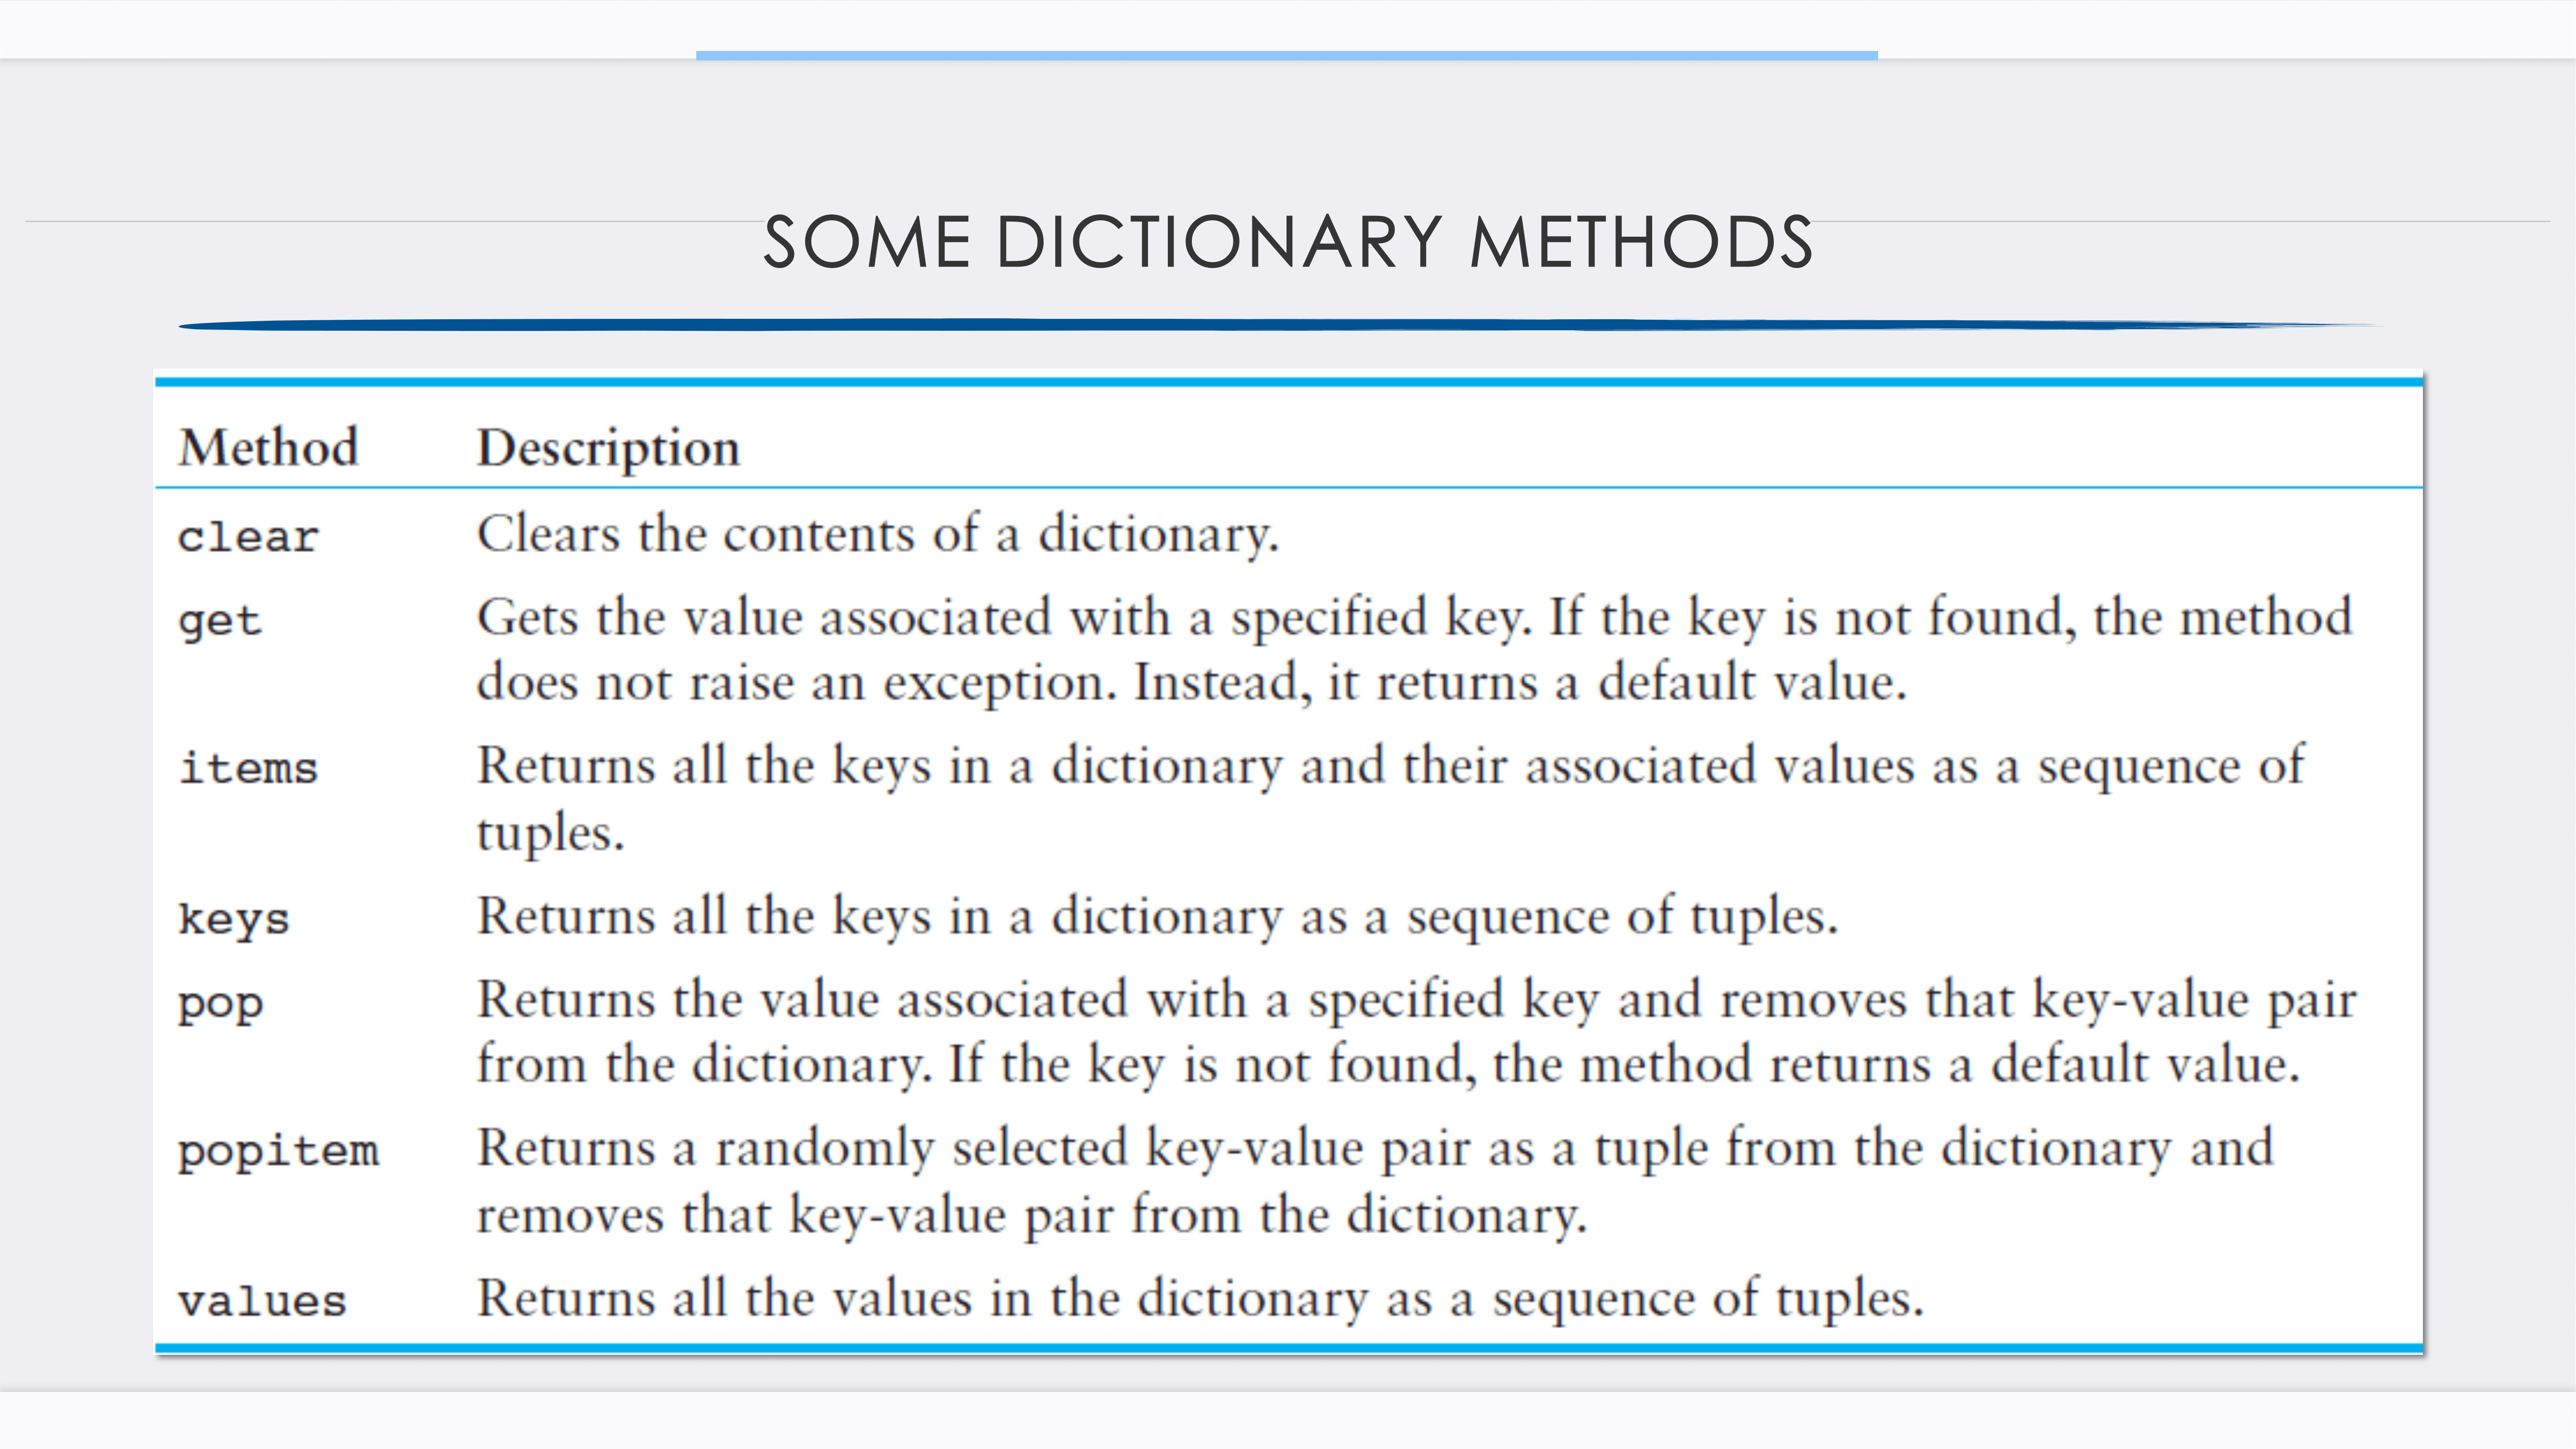 SOME DICTIONARY METHODS
Method Description
clear Clears the contents of a dictionary.
get Gets the value associated with a specified key. If the key is not found, the method
does not raise an exception. Instead, it returns a default value.
items Returns all the keys in a dictionary and their associated values as a sequence of
tuples.
keys Returns all the keys in a dictionary as a sequence of tuples.
pop Returns the value associated with a specified key and removes that key-value pair
from the dictionary. If the key is not found, the method returns a default value.
popitem Returns a randomly selected key-value pair as a tuple from the dictionary and
removes that key-value pair from the dictionary.
values Returns all the values in the dictionary as a sequence of tuples.